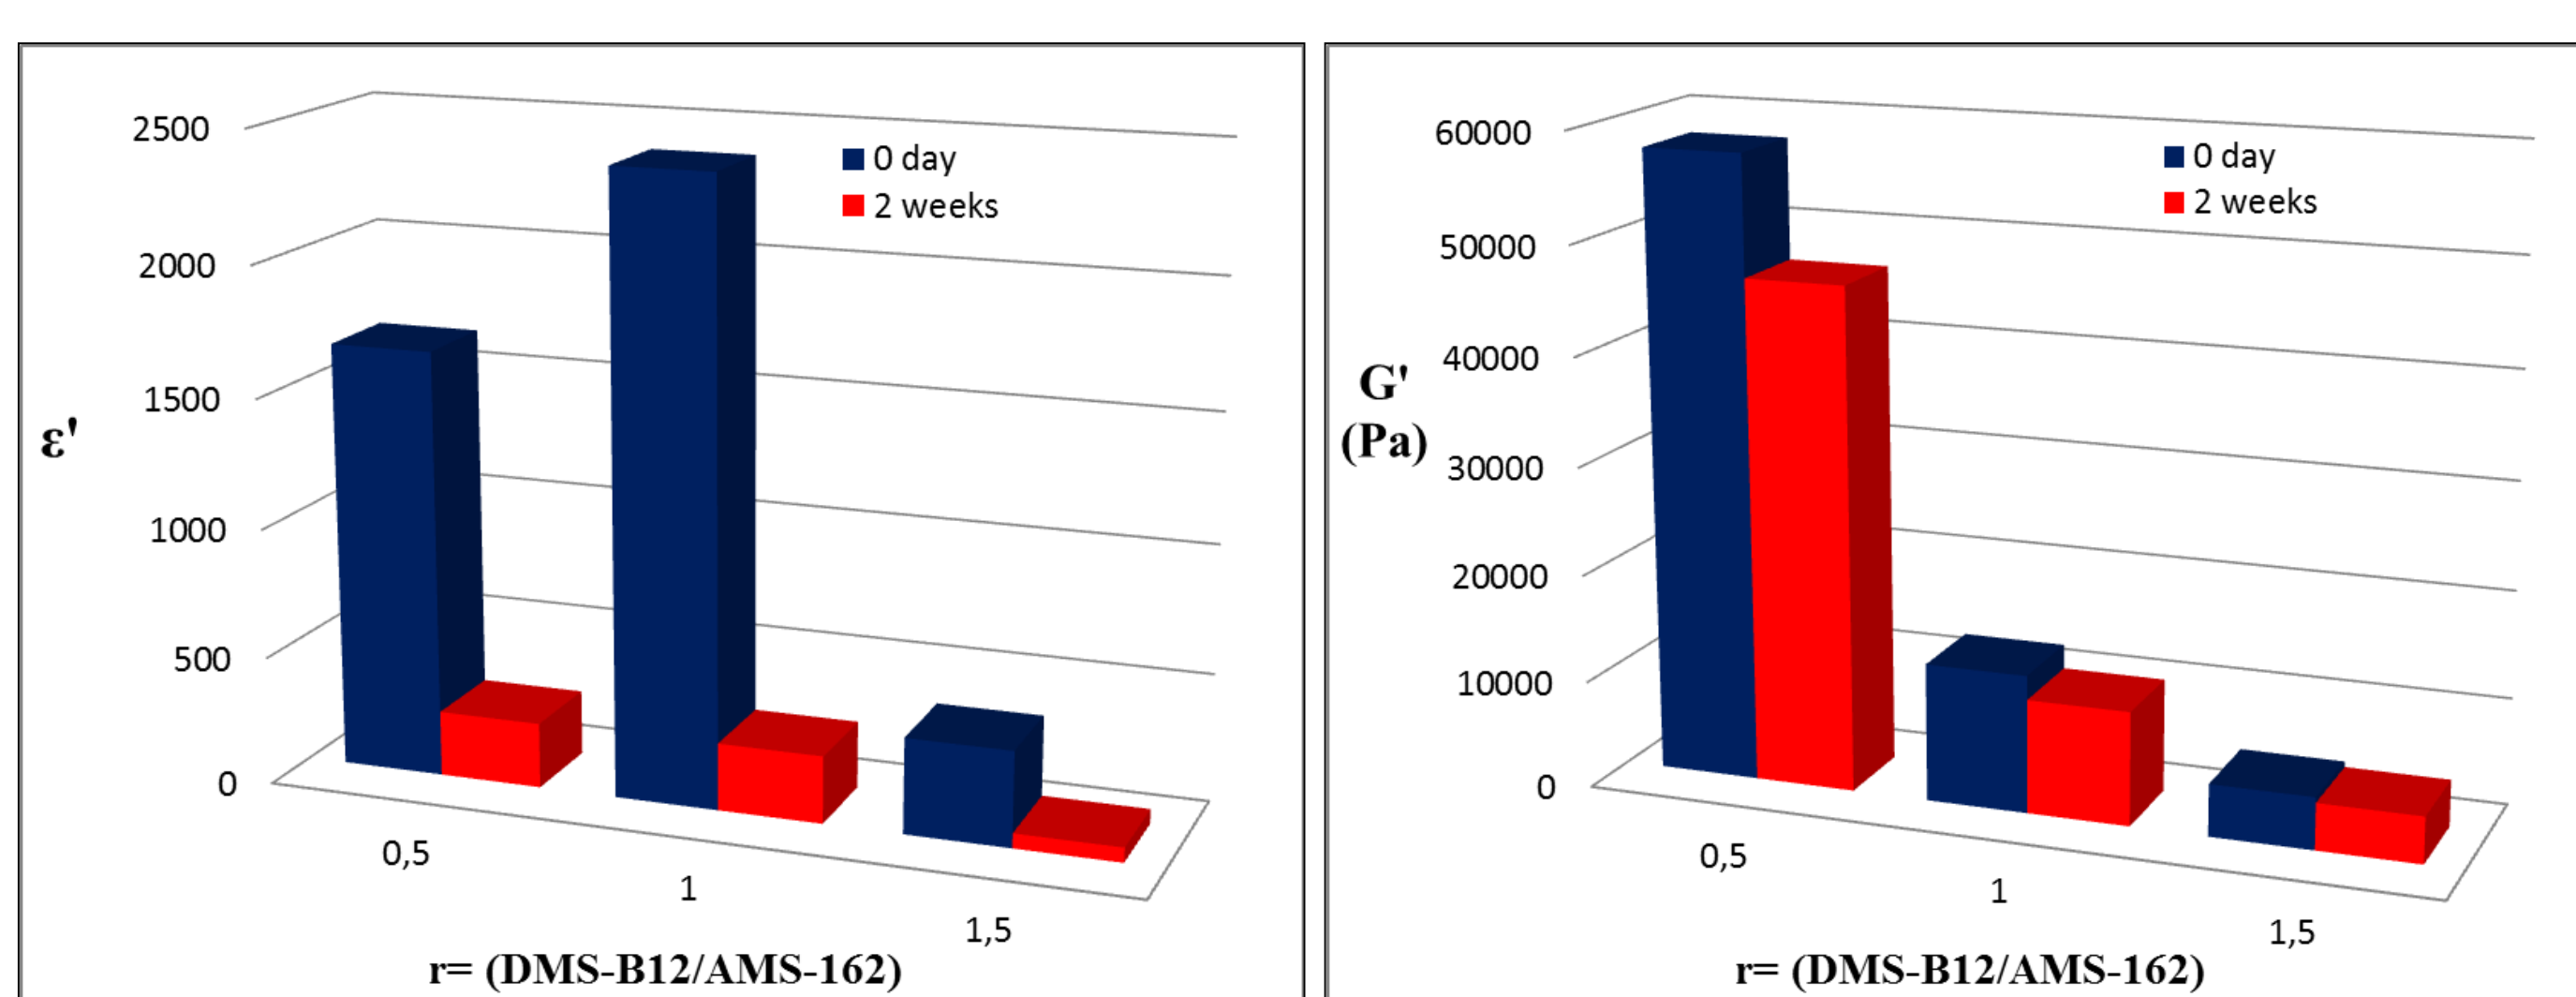 2500
2000
1500
1000
500
0
ε'
0 day
2 weeks
0,5
1
1,5
r= (DMS-B12/AMS-162)
60000
50000
40000
30000
20000
10000
0
G'
(Pa)
0 day
2 weeks
0,5
1
1,5
r= (DMS-B12/AMS-162)